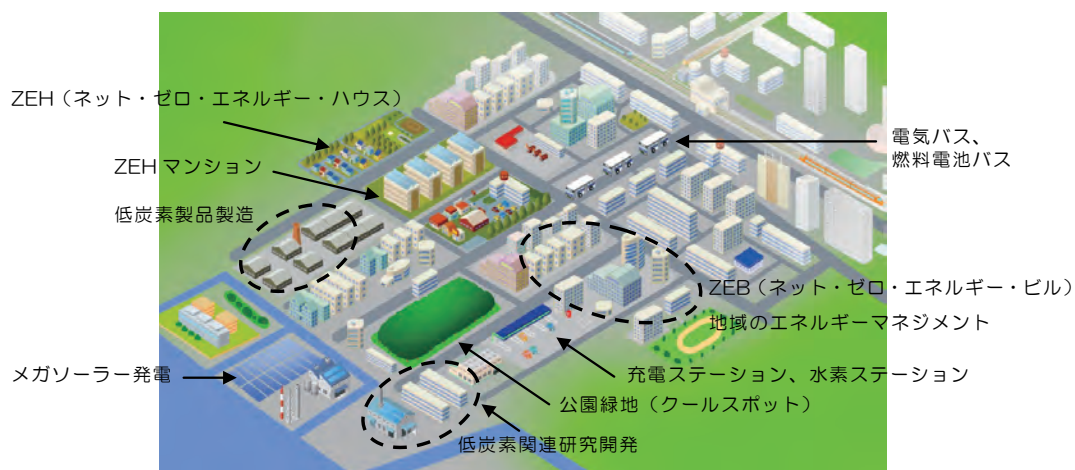 ZEH（ネット・ゼロ・エネルギー・ハウス）
電気バス、
燃料電池バス
ZEHマンション
低炭素製品製造
ZEB（ネット・ゼロ・エネルギー・ビル）
地域のエネルギーマネジメント
メガソーラー発電
充電ステーション、水素ステーション
公園緑地（クールスポット）
低炭素関連研究開発